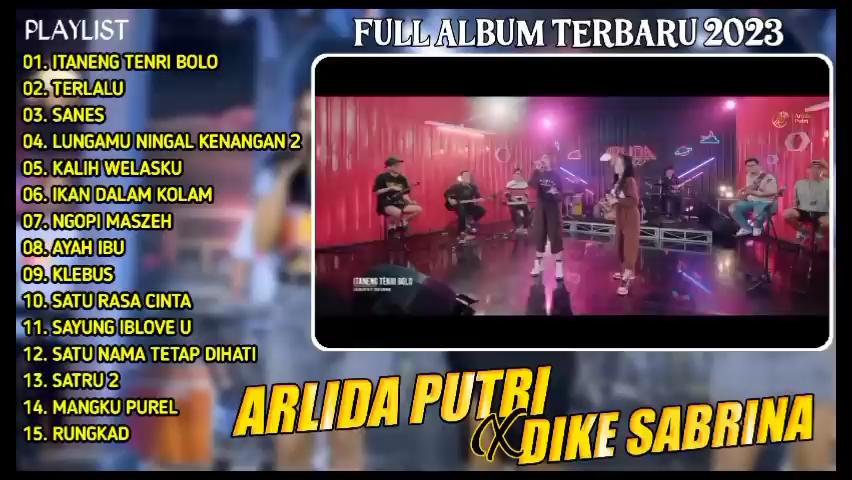 PLAYLIST
FULL ALBUM TERBARU 2023
01. ITANENG TENRI BOLO
02. TERLALU
03. SANES
04. LUNGAMU NINGAL KENANGAN 2
05. KALIH WELASKU
06. IKAN DALAM KOLAM
07. NGOPI MASZEH
08. AYAH IBU
09. KLEBUS
10. SATU RASA CINTA
11. SAYUNG IBLOVE U
12. SATU NAMA TETAP DIHATI
13. SATRU 2
14. MANGKU PUREL
15. RUNGKAD
Arlida
Putri
ITANENG TENRI BOLO
ARLIDA PUTRI
X DIKE SABRINA